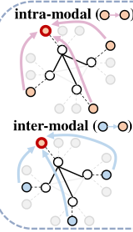 intra-modal (→)
inter-modal (→)